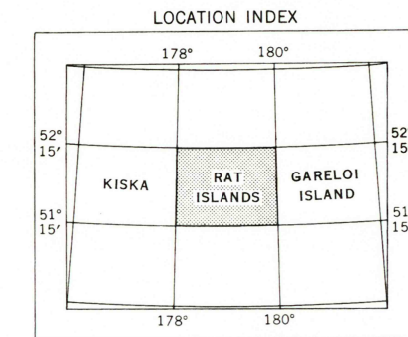 LOCATION INDEX
178° 180°
52° 15′ 52° 15
KISKA RAT ISLANDS GARELOI ISLAND
51° 15′ 51 15
178° 180°